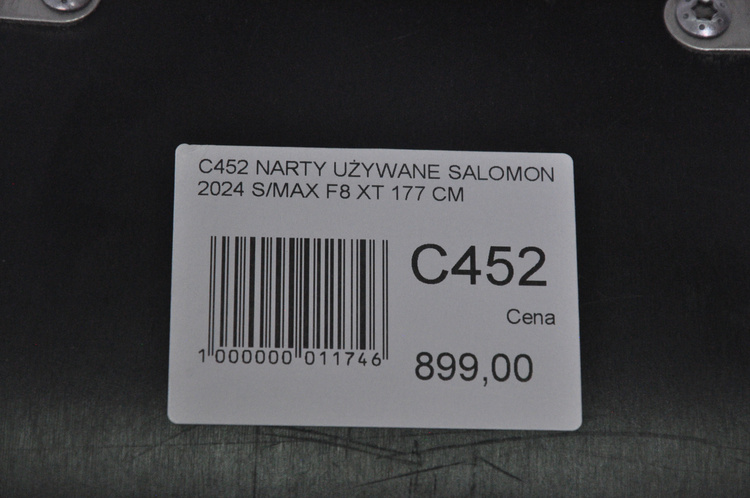 C452 NARTY UŻYWANE SALOMON
2024 S/MAX F8 XT 177 CM
C452
Cena
1 000000 011746
899,00